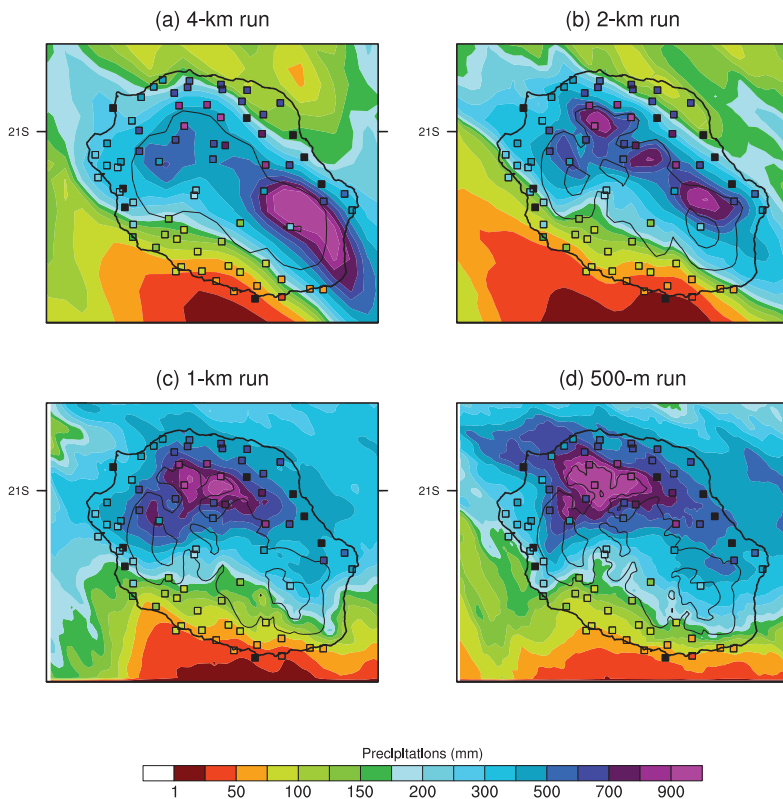 (a) 4-km run
(b) 2-km run
21S
21S
(c) 1-km run
(d) 500-m run
21S
21S
Precipitations (mm)
1 50 100 150 200 300 500 700 900